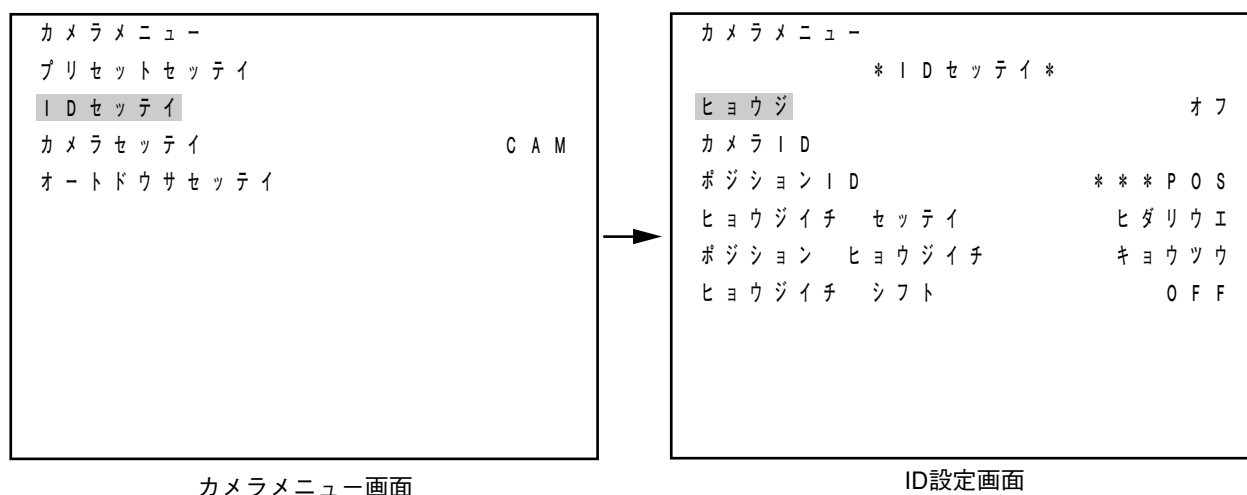 カメラメニュー
プリセットセッテイ
IDセッテイ
カメラセッテイ CAM
オートドウサセッテイ
カメラメニュー画面
カメラメニュー
*IDセッテイ*
ヒョウジ オフ
カメラID
ポジションID ***POS
ヒョウジイチ セッテイ ヒダリウエ
ポジション ヒョウジイチ キョウツウ
ヒョウジイチ シフト OFF
ID設定画面